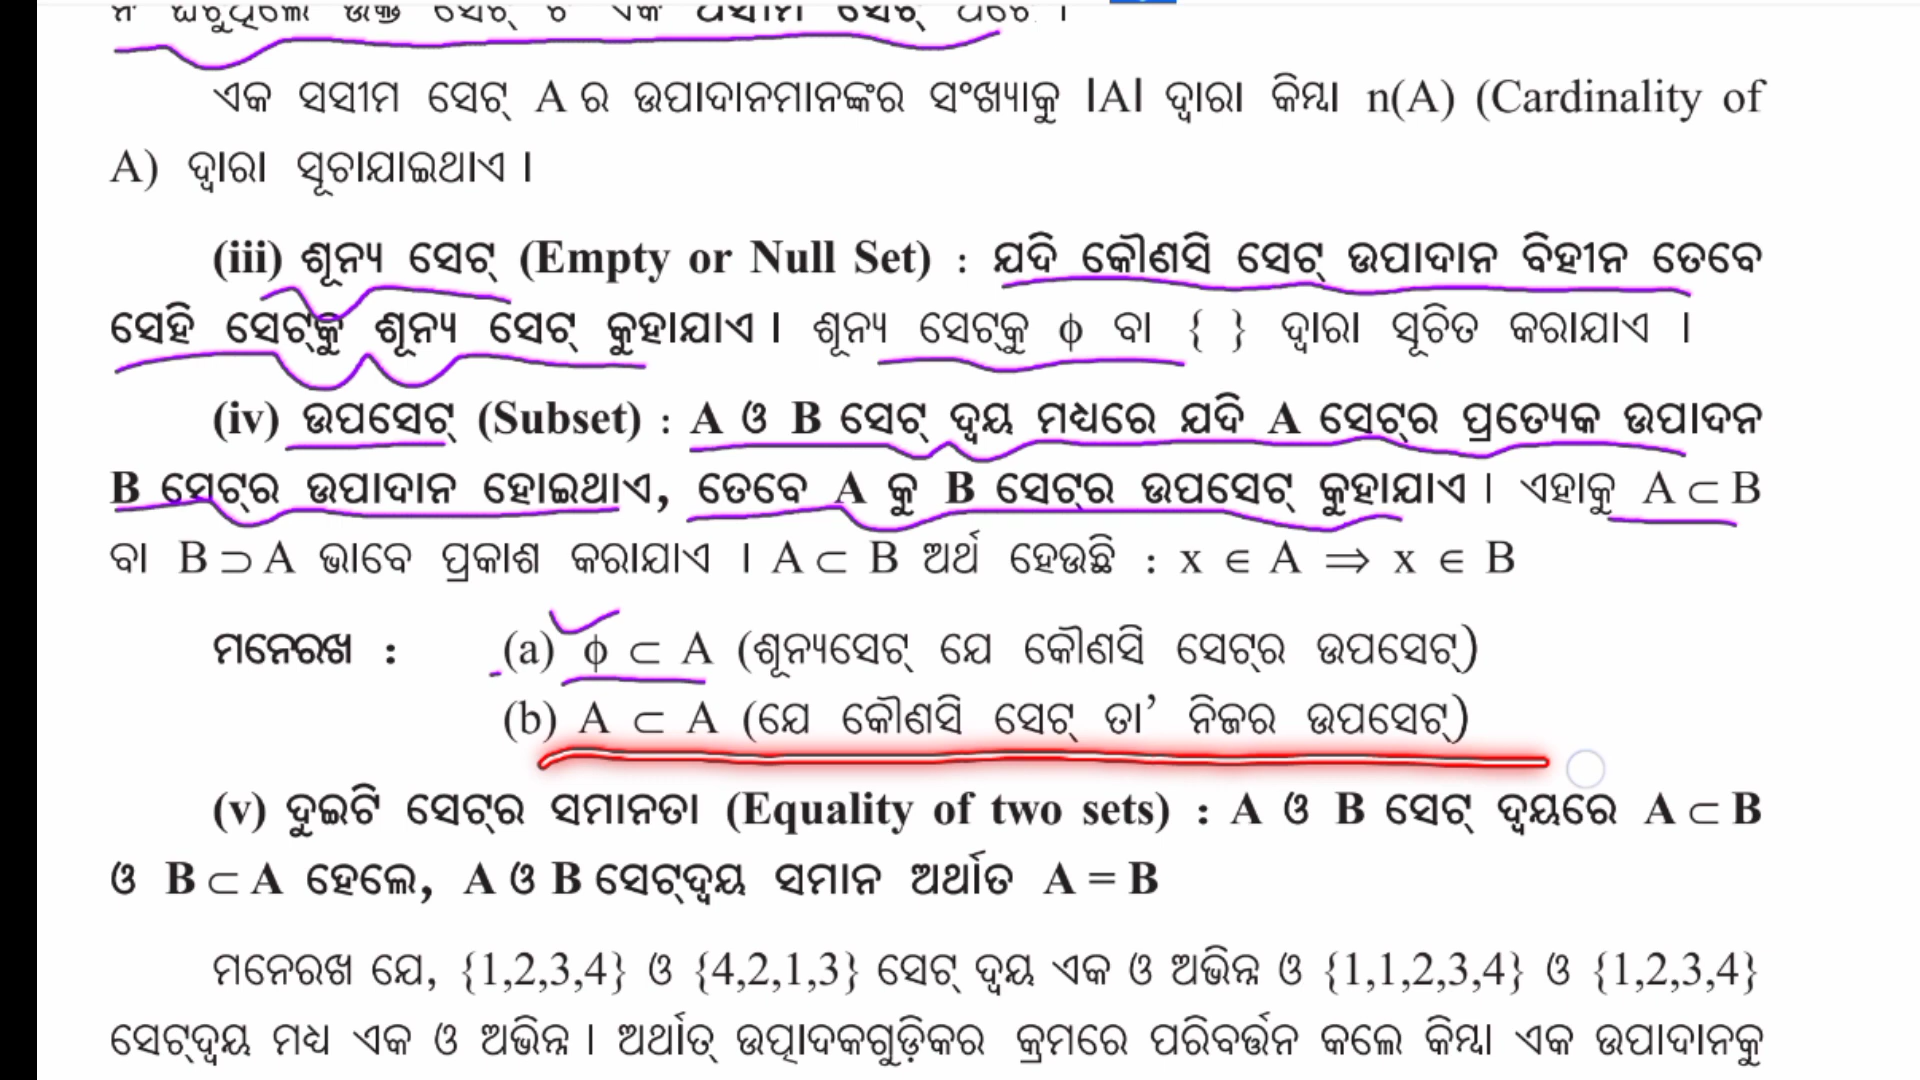 ଏକ ସସୀମ ସେଟ୍ A ର ଉପାଦାନମାନଙ୍କର ସଂଖ୍ୟାକୁ |A| ଦ୍ୱାରା କିମ୍ବା n(A) (Cardinality of
A) ଦ୍ୱାରା ସୂଚାଯାଇଥାଏ ।
(iii) ଶୂନ୍ୟ ସେଟ୍ (Empty or Null Set) : ଯଦି କୌଣସି ସେଟ୍ ଉପାଦାନ ବିହୀନ ତେବେ
ସେହି ସେଟ୍‌କୁ ଶୂନ୍ୟ ସେଟ୍ କୁହାଯାଏ । ଶୂନ୍ୟ ସେଟ୍‌କୁ ϕ ବା { } ଦ୍ୱାରା ସୂଚିତ କରାଯାଏ ।
(iv) ଉପସେଟ୍ (Subset) : A ଓ B ସେଟ୍ ଦ୍ୱୟ ମଧ୍ୟରେ ଯଦି A ସେଟ୍‌ର ପ୍ରତ୍ୟେକ ଉପାଦନ
B ସେଟ୍‌ର ଉପାଦାନ ହୋଇଥାଏ, ତେବେ A କୁ B ସେଟ୍‌ର ଉପସେଟ୍ କୁହାଯାଏ । ଏହାକୁ A ⊂ B
ବା B ⊃ A ଭାବେ ପ୍ରକାଶ କରାଯାଏ । A ⊂ B ଅର୍ଥ ହେଉଛି : x ∈ A ⟹ x ∈ B
ମନେରଖ : (a) ϕ ⊂ A (ଶୂନ୍ୟସେଟ୍ ଯେ କୌଣସି ସେଟ୍‌ର ଉପସେଟ୍)
(b) A ⊂ A (ଯେ କୌଣସି ସେଟ୍ ତା’ ନିଜର ଉପସେଟ୍)
(v) ଦୁଇଟି ସେଟ୍‌ର ସମାନତା (Equality of two sets) : A ଓ B ସେଟ୍ ଦ୍ୱୟରେ A ⊂ B
ଓ B ⊂ A ହେଲେ, A ଓ B ସେଟ୍‌ଦ୍ୱୟ ସମାନ ଅର୍ଥାତ A = B
ମନେରଖ ଯେ, {1,2,3,4} ଓ {4,2,1,3} ସେଟ୍ ଦ୍ୱୟ ଏକ ଓ ଅଭିନ୍ନ ଓ {1,1,2,3,4} ଓ {1,2,3,4}
ସେଟ୍‌ଦ୍ୱୟ ମଧ୍ୟ ଏକ ଓ ଅଭିନ୍ନ । ଅର୍ଥାତ୍ ଉତ୍ପାଦକଗୁଡ଼ିକର କ୍ରମରେ ପରିବର୍ତ୍ତନ କଲେ କିମ୍ବା ଏକ ଉପାଦାନକୁ